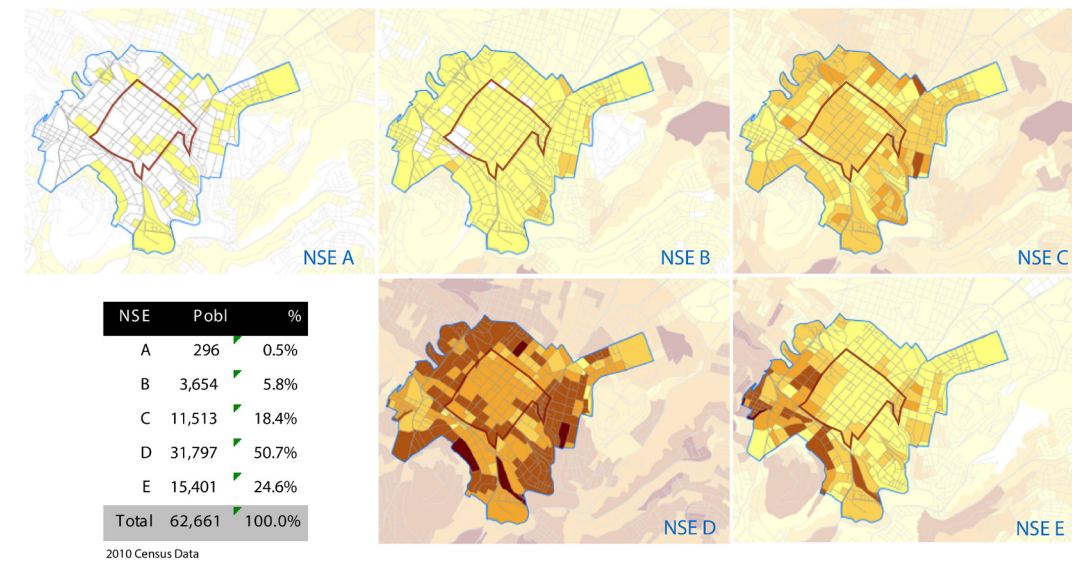 NSE A
NSE B
NSE C
NSE Pobl %
A 296 0.5%
B 3,654 5.8%
C 11,513 18.4%
D 31,797 50.7%
E 15,401 24.6%
Total 62,661 100.0%
2010 Census Data
NSE D
NSE E